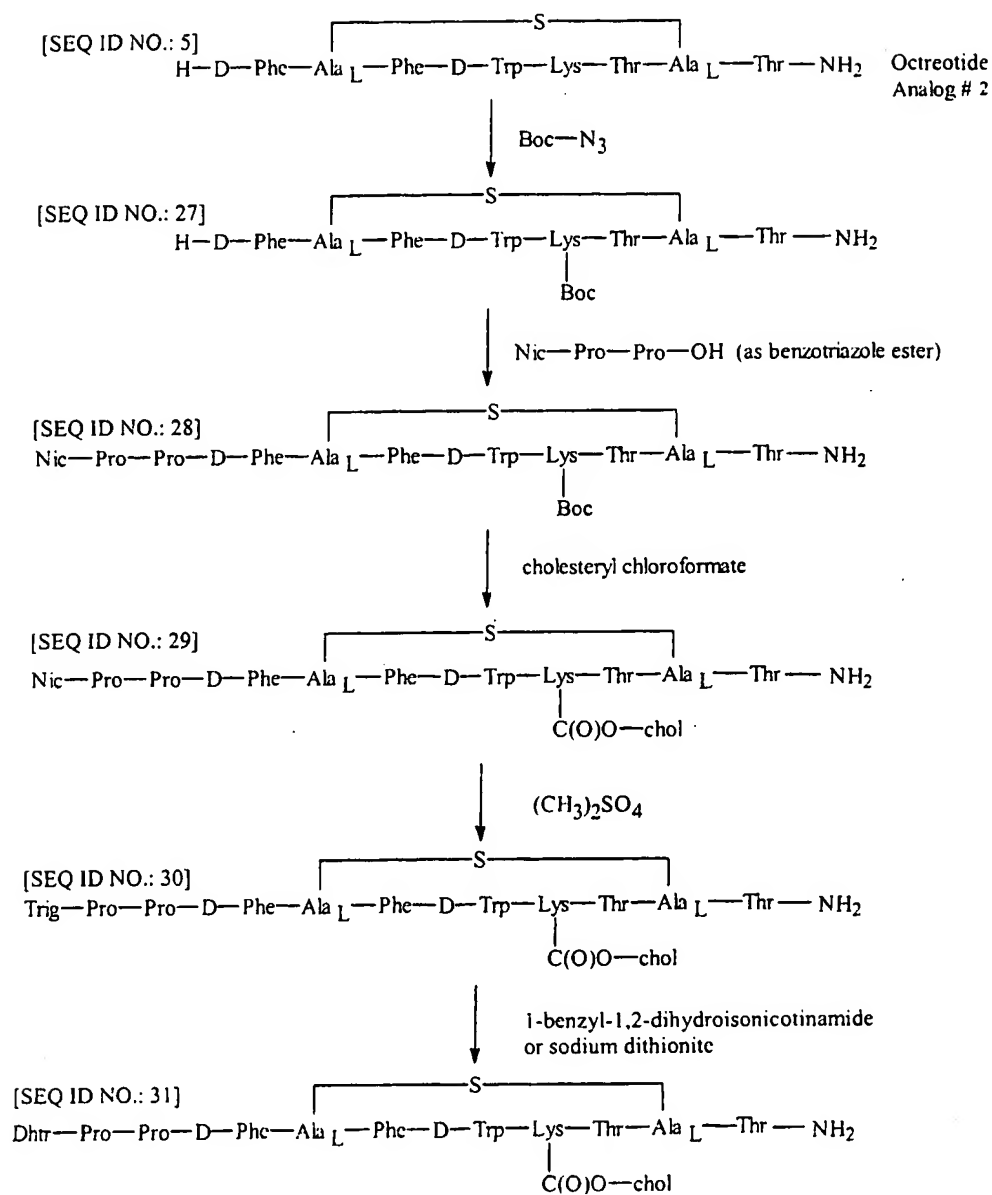 S
[SEQ ID NO.: 5]
H—D—Phe—Ala L—Phe—D—Trp—Lys—Thr—Ala L—Thr—NH2 Octreotide
Analog # 2
Boc—N3
S
[SEQ ID NO.: 27]
H—D—Phe—Ala L—Phe—D—Trp—Lys—Thr—Ala L—Thr—NH2
Boc
Nic—Pro—Pro—OH (as benzotriazole ester)
S
[SEQ ID NO.: 28]
Nic—Pro—Pro—D—Phe—Ala L—Phe—D—Trp—Lys—Thr—Ala L—Thr—NH2
Boc
cholesteryl chloroformate
S
[SEQ ID NO.: 29]
Nic—Pro—Pro—D—Phe—Ala L—Phe—D—Trp—Lys—Thr—Ala L—Thr—NH2
C(O)O—chol
(CH3)2SO4
S
[SEQ ID NO.: 30]
Trig—Pro—Pro—D—Phe—Ala L—Phe—D—Trp—Lys—Thr—Ala L—Thr—NH2
C(O)O—chol
1-benzyl-1,2-dihydroisonicotinamide
or sodium dithionite
S
[SEQ ID NO.: 31]
Dhtr—Pro—Pro—D—Phe—Ala L—Phe—D—Trp—Lys—Thr—Ala L—Thr—NH2
C(O)O—chol